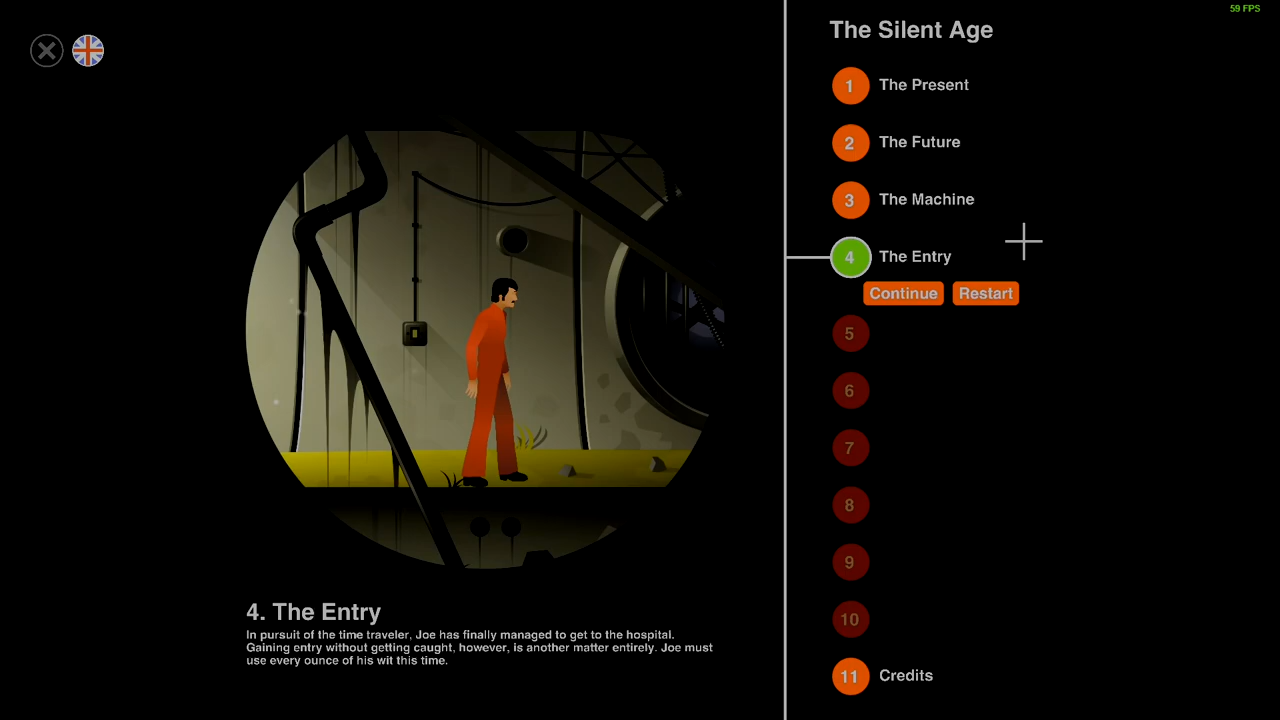 59 FPS
The Silent Age
1 The Present
2 The Future
3 The Machine
4 The Entry
Continue Restart
5
6
7
8
9
10
11 Credits
4. The Entry
In pursuit of the time traveler, Joe has finally managed to get to the hospital.
Gaining entry without getting caught, however, is another matter entirely. Joe must
use every ounce of his wit this time.